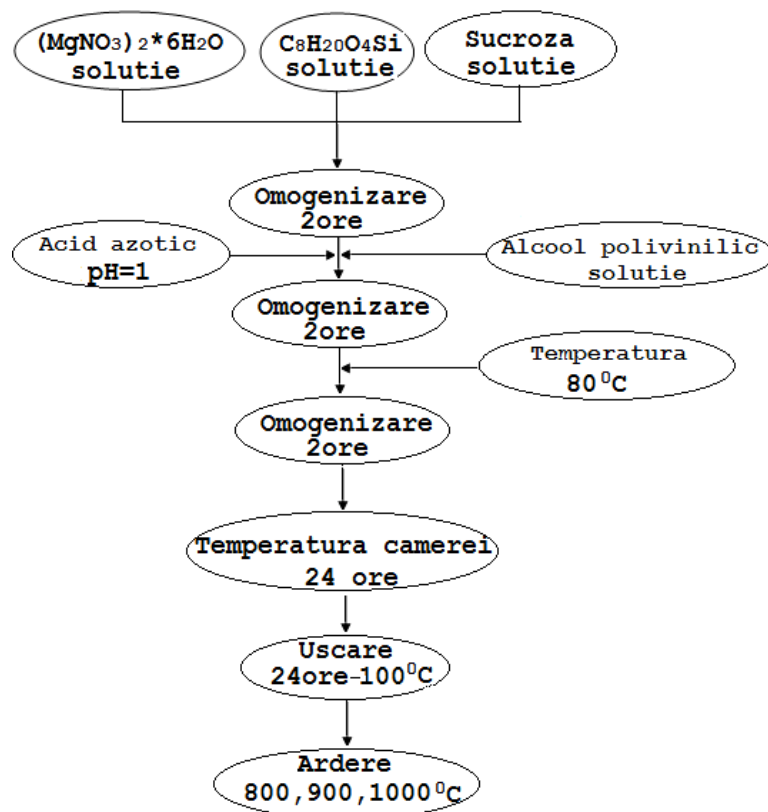 (MgNO₃)₂*6H₂O
solutie
C₈H₂₀O₄Si
solutie
Sucroza
solutie
Omogenizare
2ore
Acid azotic
pH=1
Alcool polivinilic
solutie
Omogenizare
2ore
Temperatura
80⁰C
Omogenizare
2ore
Temperatura camerei
24 ore
Uscare
24ore-100⁰C
Ardere
800,900,1000⁰C